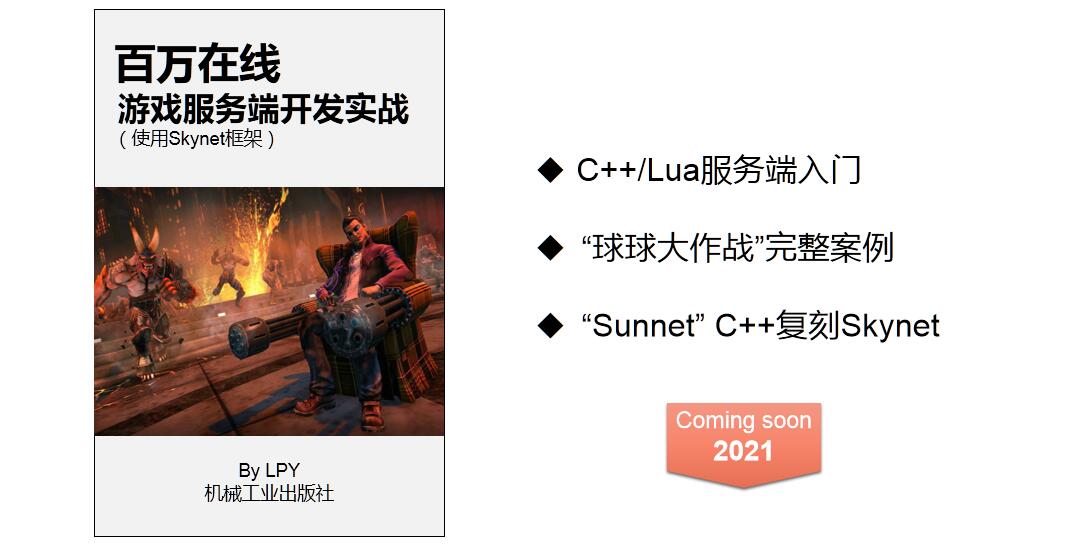 百万在线
游戏服务端开发实战
（使用Skynet框架）
By LPY
机械工业出版社
◆ C++/Lua服务端入门
◆ “球球大作战”完整案例
◆ “Sunnet” C++复刻Skynet
Coming soon
2021